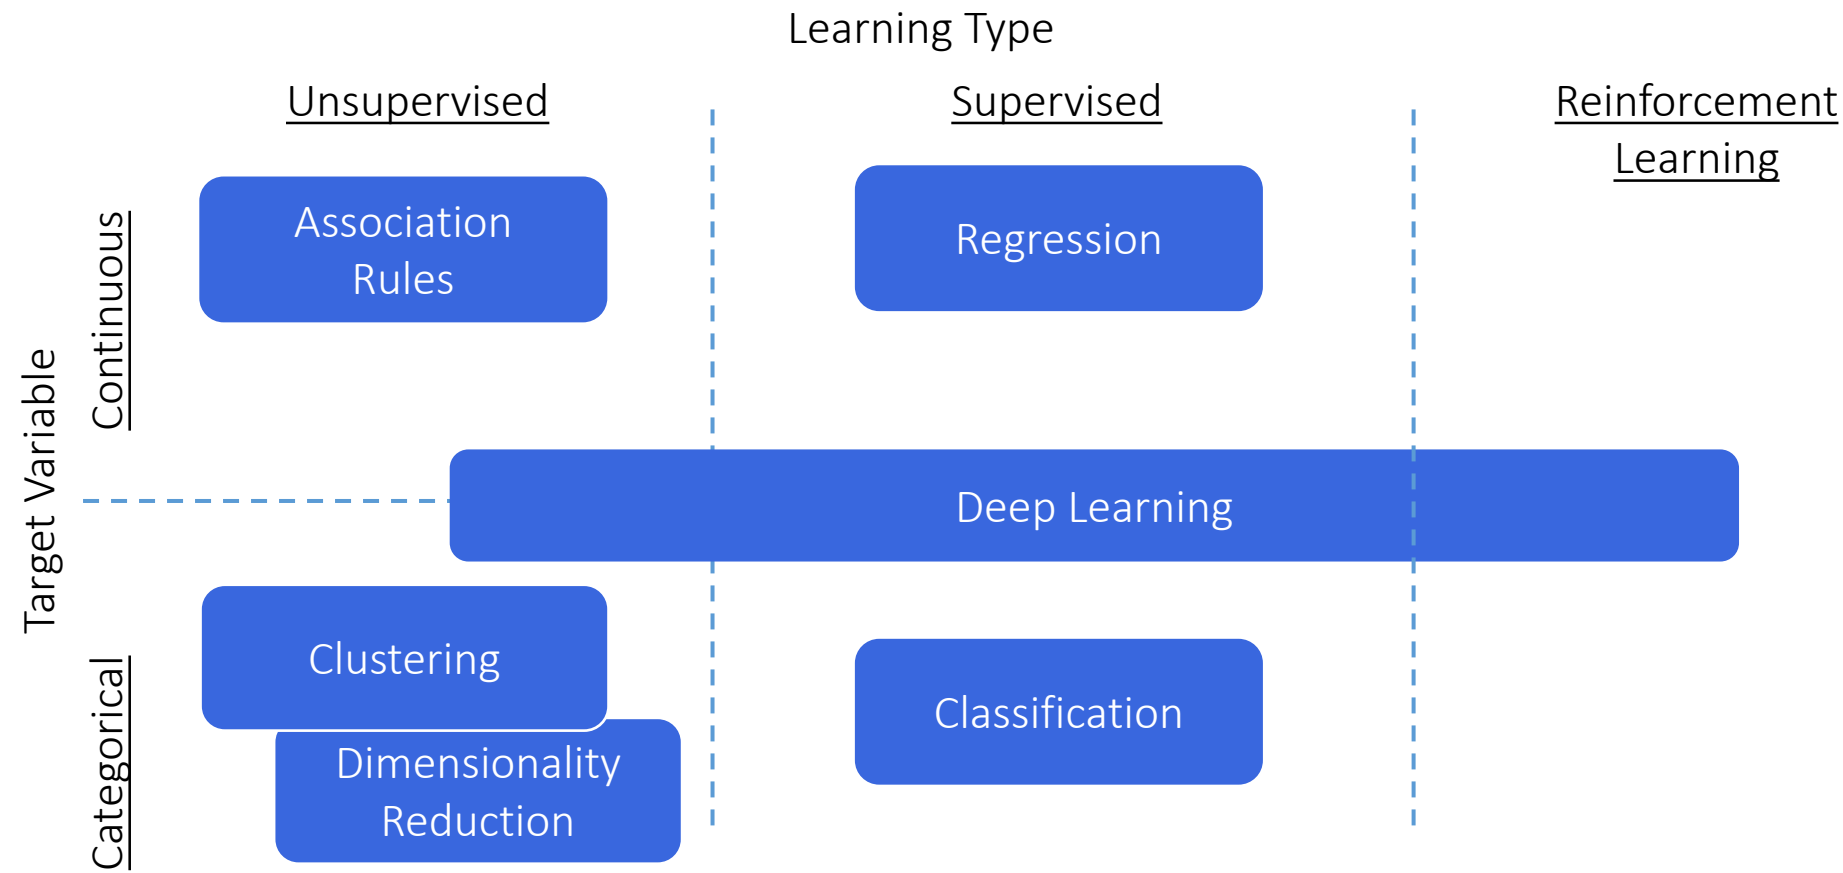 Learning Type
Unsupervised
Supervised
Reinforcement
Learning
Target Variable
Continuous
Categorical
Association
Rules
Regression
Deep Learning
Clustering
Dimensionality
Reduction
Classification